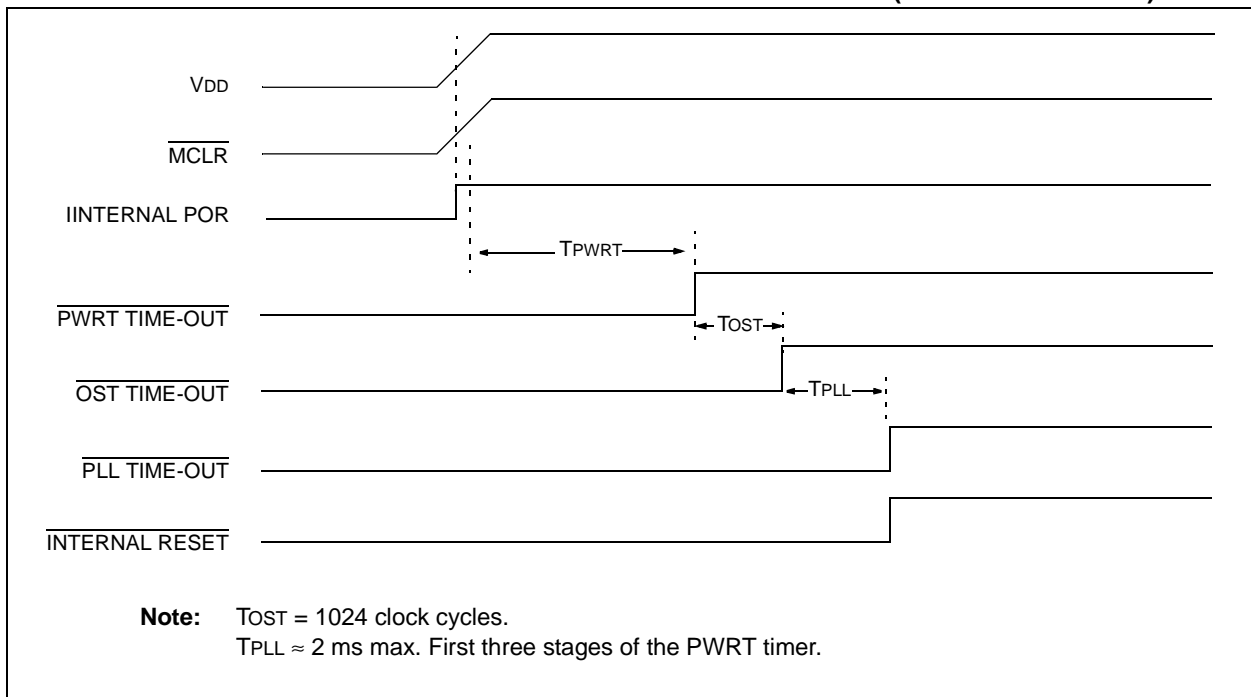 VDD
MCLR
IINTERNAL POR
TPWRT
PWRT TIME-OUT
TOST
OST TIME-OUT
TPLL
PLL TIME-OUT
INTERNAL RESET
Note: TOST = 1024 clock cycles.
TPLL ≈ 2 ms max. First three stages of the PWRT timer.